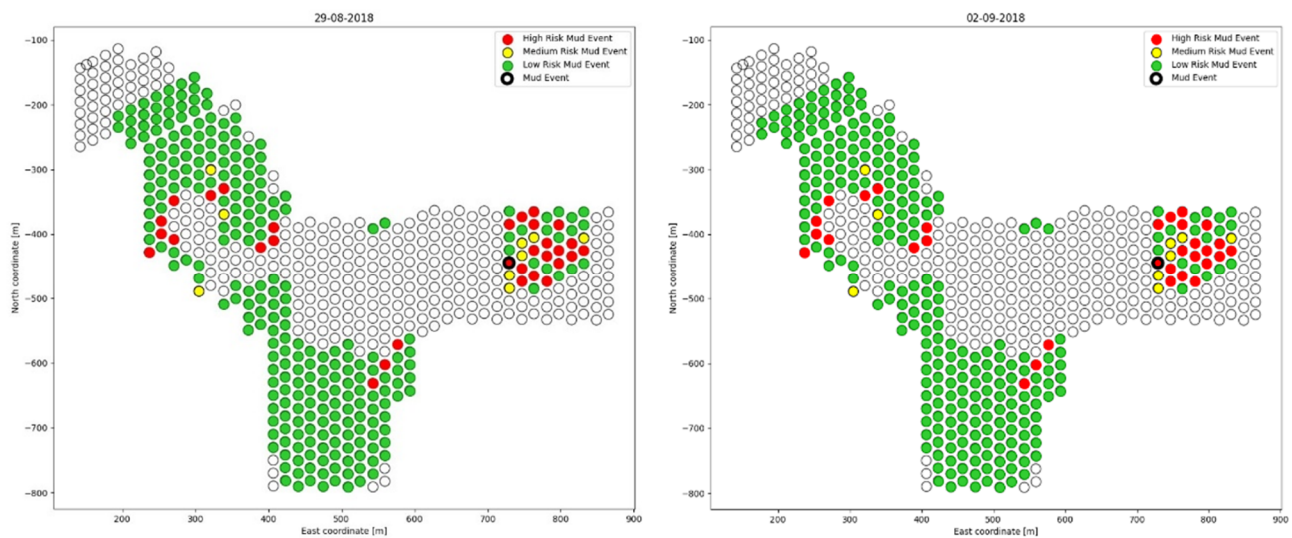 29-08-2018
High Risk Mud Event
Medium Risk Mud Event
Low Risk Mud Event
Mud Event
−100
−200
−300
−400
−500
−600
−700
−800
North coordinate [m]
200 300 400 500 600 700 800 900
East coordinate [m]
02-09-2018
High Risk Mud Event
Medium Risk Mud Event
Low Risk Mud Event
Mud Event
−100
−200
−300
−400
−500
−600
−700
−800
North coordinate [m]
200 300 400 500 600 700 800 900
East coordinate [m]